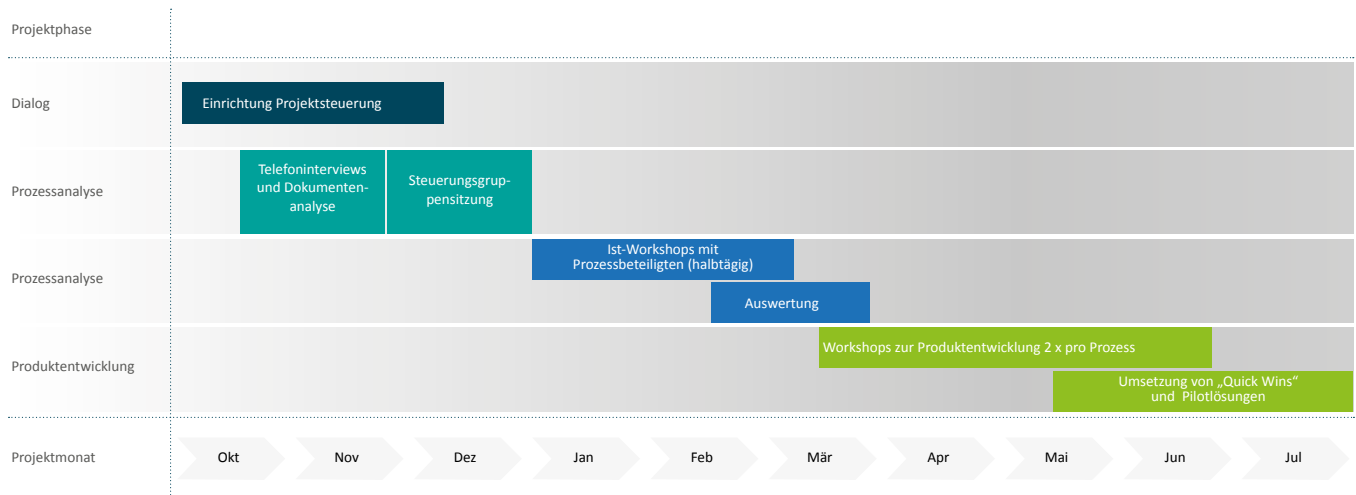 Projektphase
Dialog
Einrichtung Projektsteuerung
Prozessanalyse
Telefoninterviews
und Dokumenten-
analyse
Steuerungsgrup-
pensitzung
Prozessanalyse
Ist-Workshops mit
Prozessbeteiligten (halbtägig)
Auswertung
Produktentwicklung
Workshops zur Produktentwicklung 2 x pro Prozess
Umsetzung von „Quick Wins“
und Pilotlösungen
Projektmonat
Okt
Nov
Dez
Jan
Feb
Mär
Apr
Mai
Jun
Jul